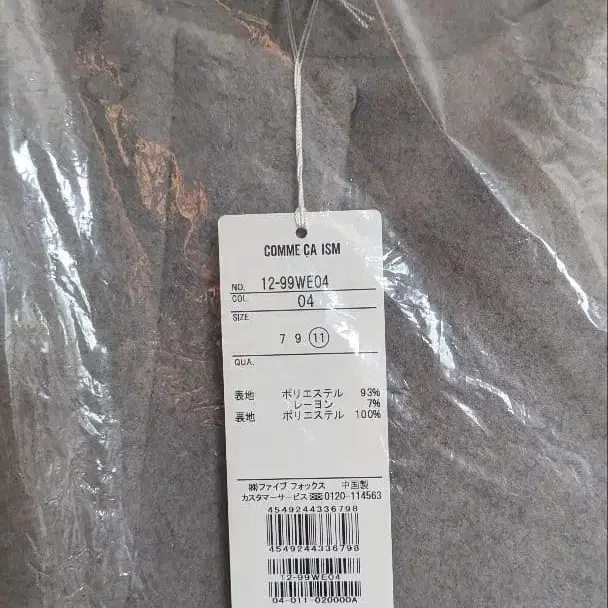 COMME CA ISM
NO. 12-99WE04
COL. 04
SIZE
7 9 11
QUA.
表地 ポリエステル 93%
レーヨン 7%
裏地 ポリエステル 100%
㈱ファイブ フォックス 中国製
カスタマーサービス 0120-114563
4549244336798
4549244336798
12-99WE04
04-011-020000A